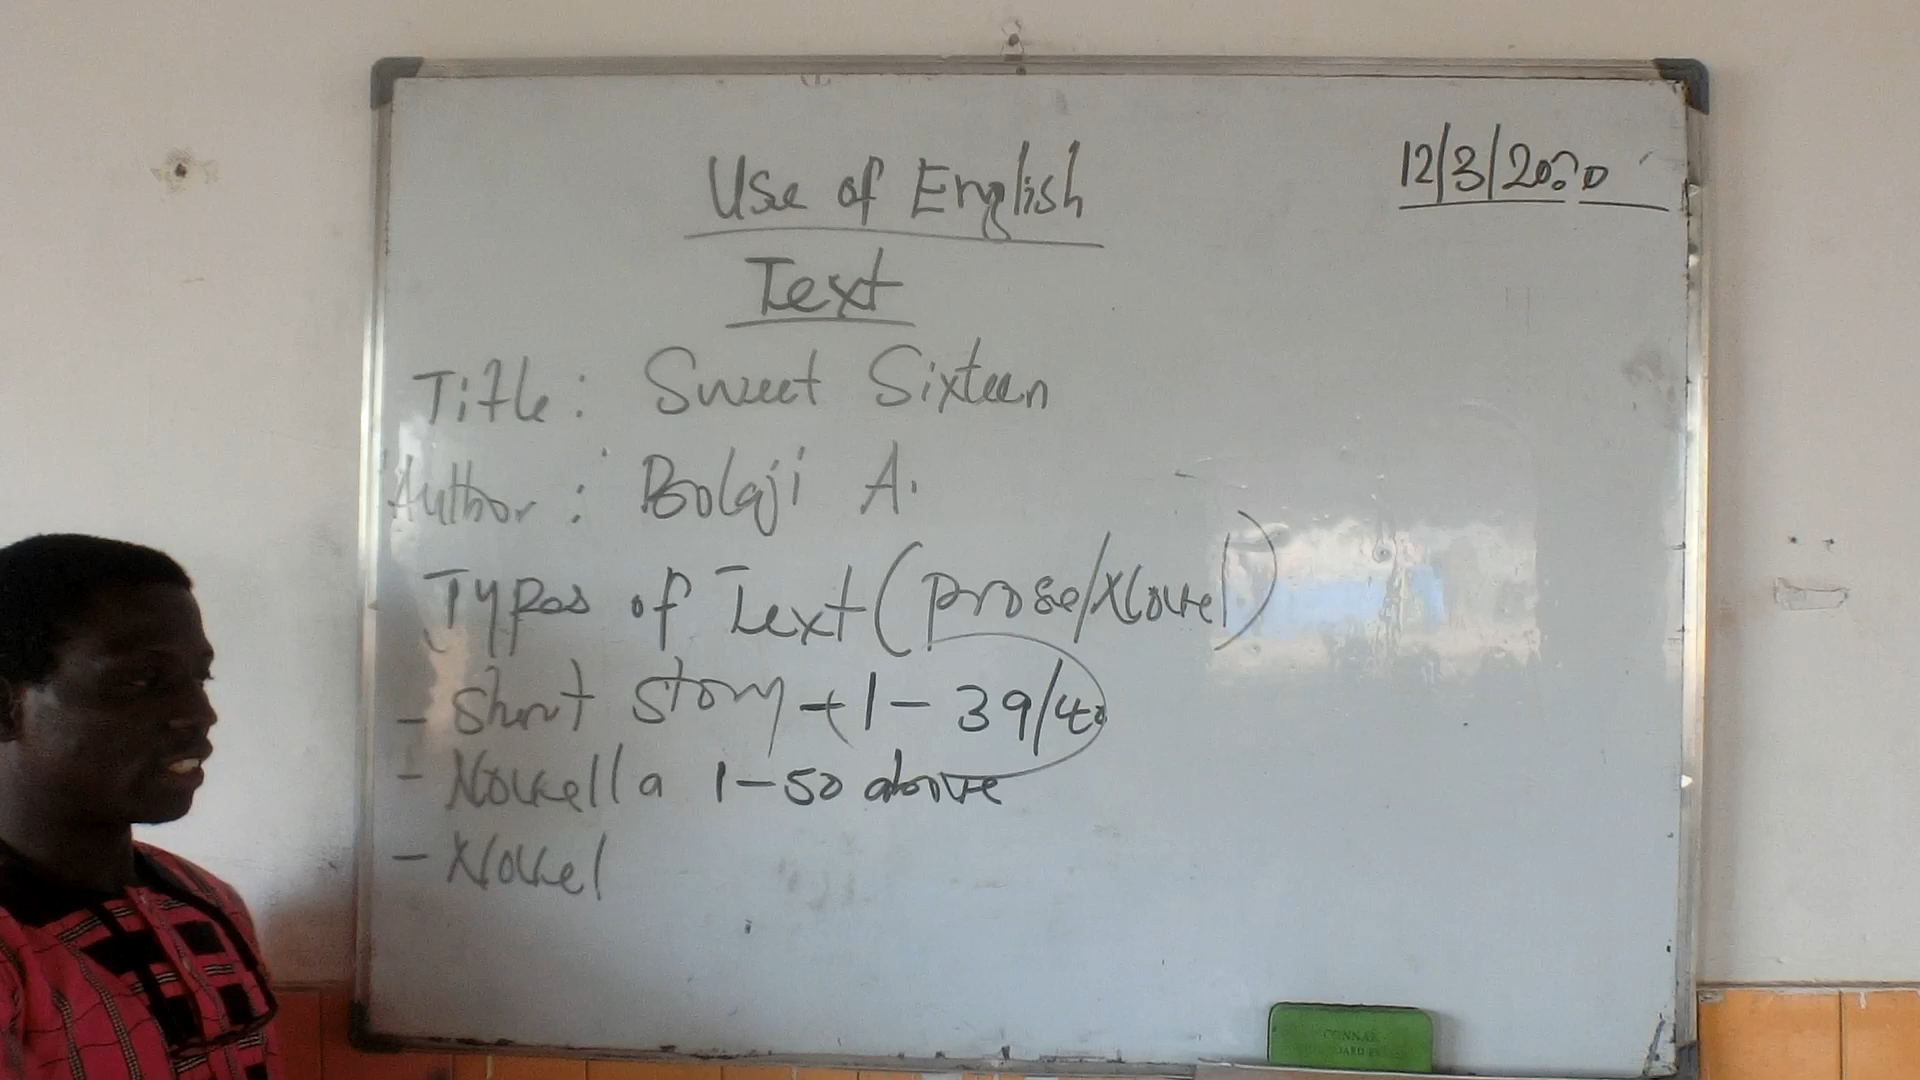 Use of English
12/3/2020
Text
Title: Sweet Sixteen
Author: Bolaji A.
Types of Text (prose/Novel)
- Short story - 1 - 39/40
- Novella 1-50 above
- Novel